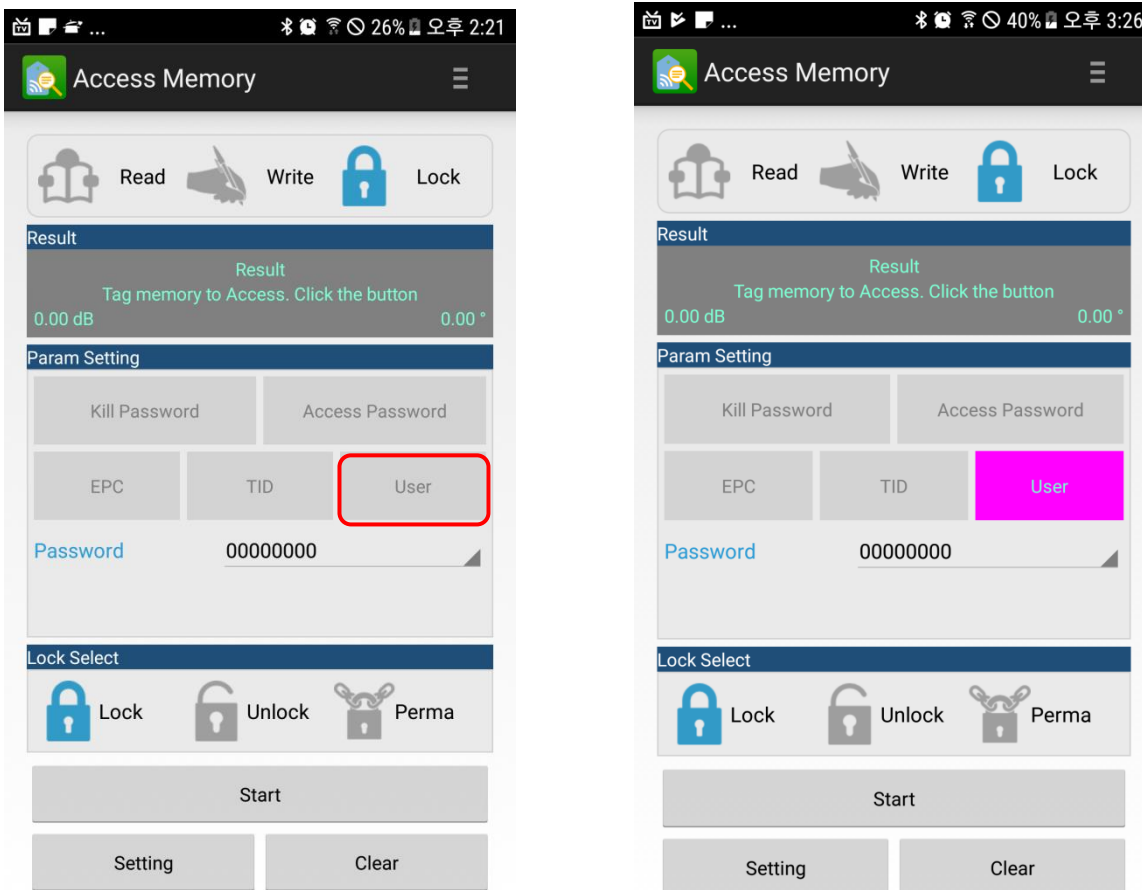 ... 26% 오후 2:21
Access Memory
Read Write Lock
Result
Result
Tag memory to Access. Click the button
0.00 dB 0.00 °
Param Setting
Kill Password Access Password
EPC TID User
Password 00000000
Lock Select
Lock Unlock Perma
Start
Setting Clear
... 40% 오후 3:26
Access Memory
Read Write Lock
Result
Result
Tag memory to Access. Click the button
0.00 dB 0.00 °
Param Setting
Kill Password Access Password
EPC TID User
Password 00000000
Lock Select
Lock Unlock Perma
Start
Setting Clear